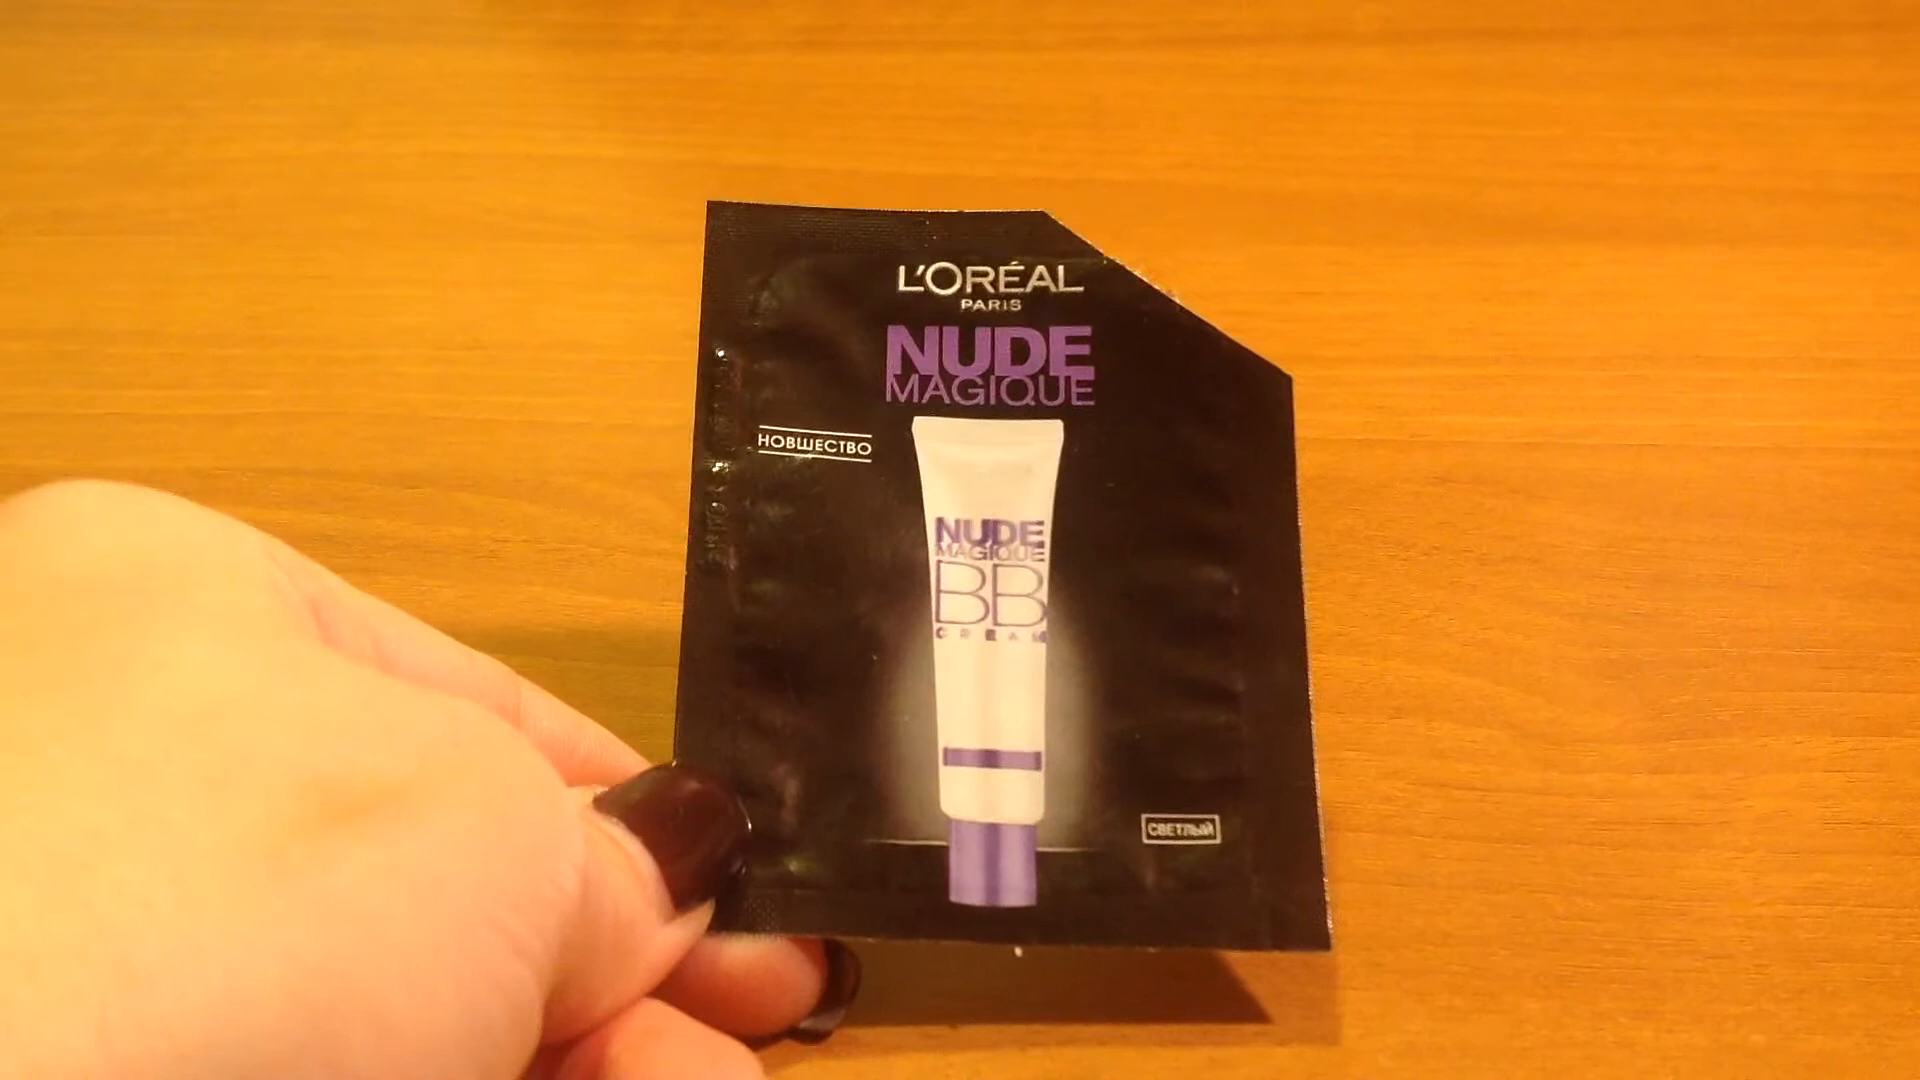 L'ORÉAL
PARIS
NUDE
MAGIQUE
НОВШЕСТВО
NUDE
MAGIQUE
BB
CREAM
СВЕТЛЫЙ